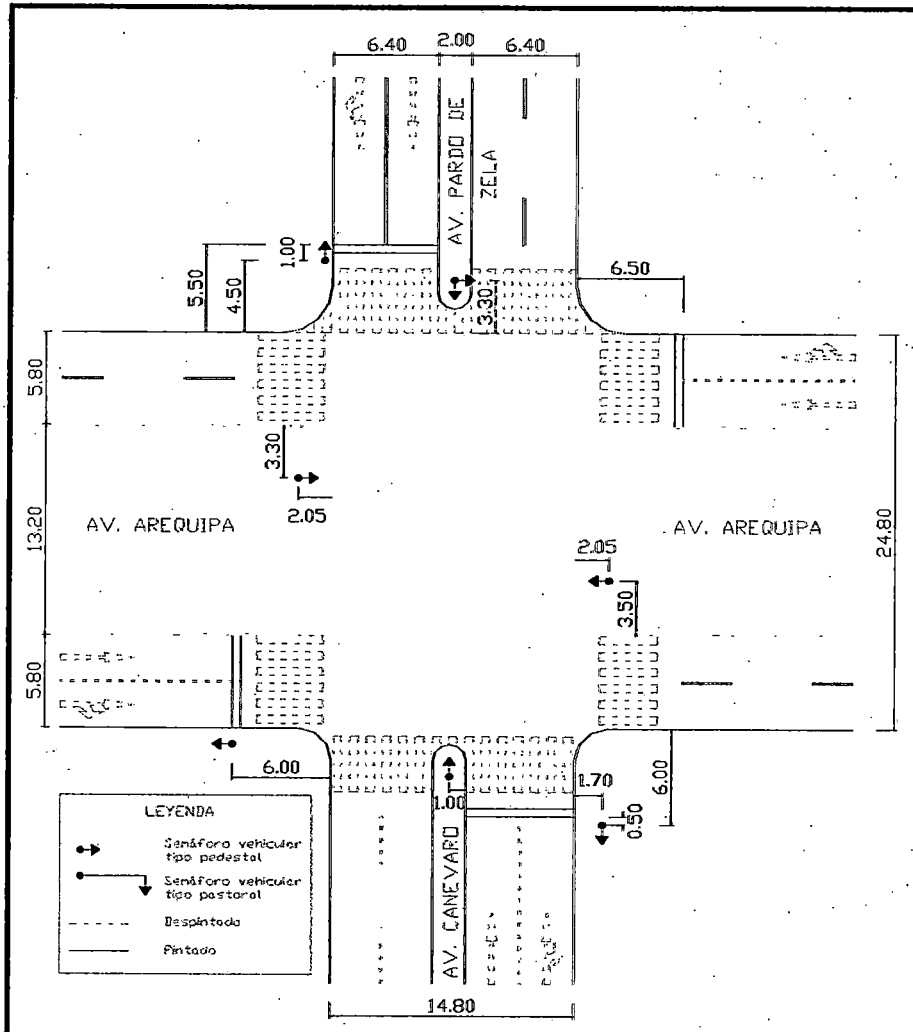 6.40 2.00 6.40
AV. PARDO DE
ZELA
1.00
5.50
4.50
3.30
6.50
5.80
3.30
2.05
AV. AREQUIPA
AV. AREQUIPA
13.20
24.80
2.05
3.50
5.80
6.00
1.00
1.70
6.00
0.50
AV. CANEVARO
14.80
LEYENDA
Semáforo vehicular
tipo pedestal
Semáforo vehicular
tipo pastoral
Despintado
Pintado